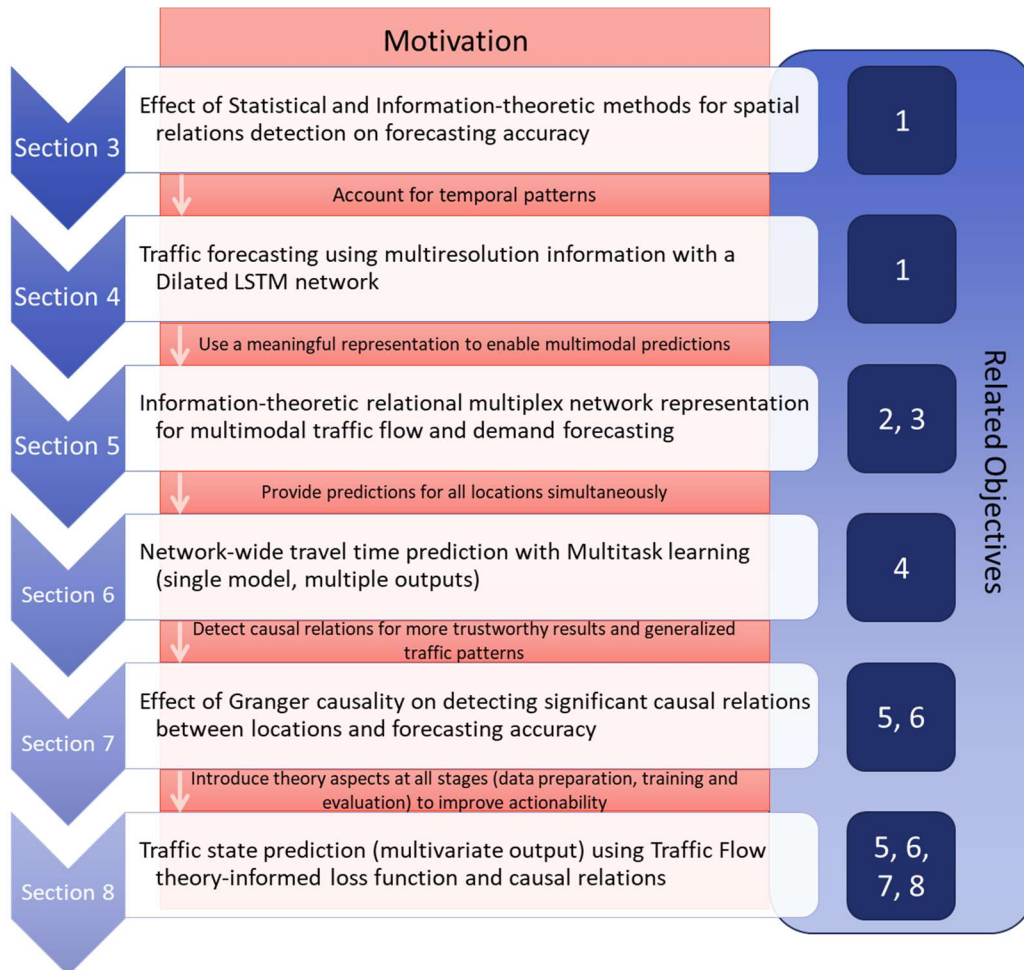 Motivation
Section 3
Effect of Statistical and Information-theoretic methods for spatial
relations detection on forecasting accuracy
1
Account for temporal patterns
Section 4
Traffic forecasting using multiresolution information with a
Dilated LSTM network
1
Use a meaningful representation to enable multimodal predictions
Section 5
Information-theoretic relational multiplex network representation
for multimodal traffic flow and demand forecasting
2, 3
Provide predictions for all locations simultaneously
Section 6
Network-wide travel time prediction with Multitask learning
(single model, multiple outputs)
4
Detect causal relations for more trustworthy results and generalized
traffic patterns
Section 7
Effect of Granger causality on detecting significant causal relations
between locations and forecasting accuracy
5, 6
Introduce theory aspects at all stages (data preparation, training and
evaluation) to improve actionability
Section 8
Traffic state prediction (multivariate output) using Traffic Flow
theory-informed loss function and causal relations
5, 6,
7, 8
Related Objectives